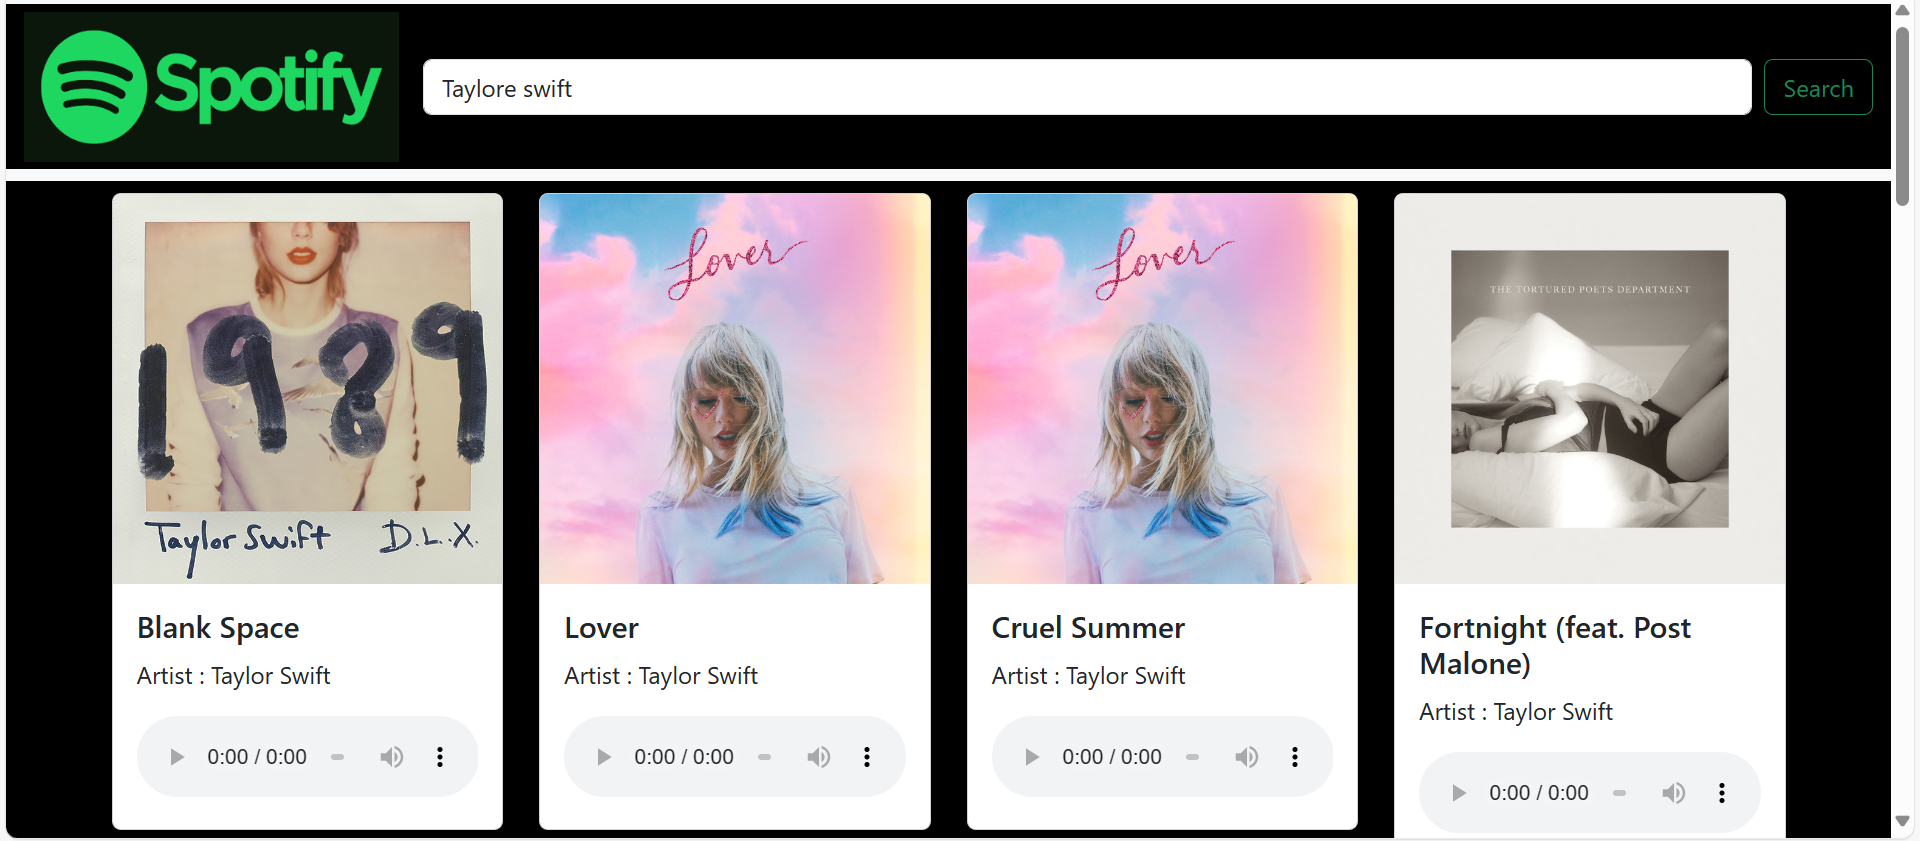 Spotify
Taylore swift
Search
1989
Taylor Swift D.L.X.
Lover
Lover
THE TORTURED POETS DEPARTMENT
Blank Space
Artist : Taylor Swift
0:00 / 0:00
Lover
Artist : Taylor Swift
0:00 / 0:00
Cruel Summer
Artist : Taylor Swift
0:00 / 0:00
Fortnight (feat. Post
Malone)
Artist : Taylor Swift
0:00 / 0:00